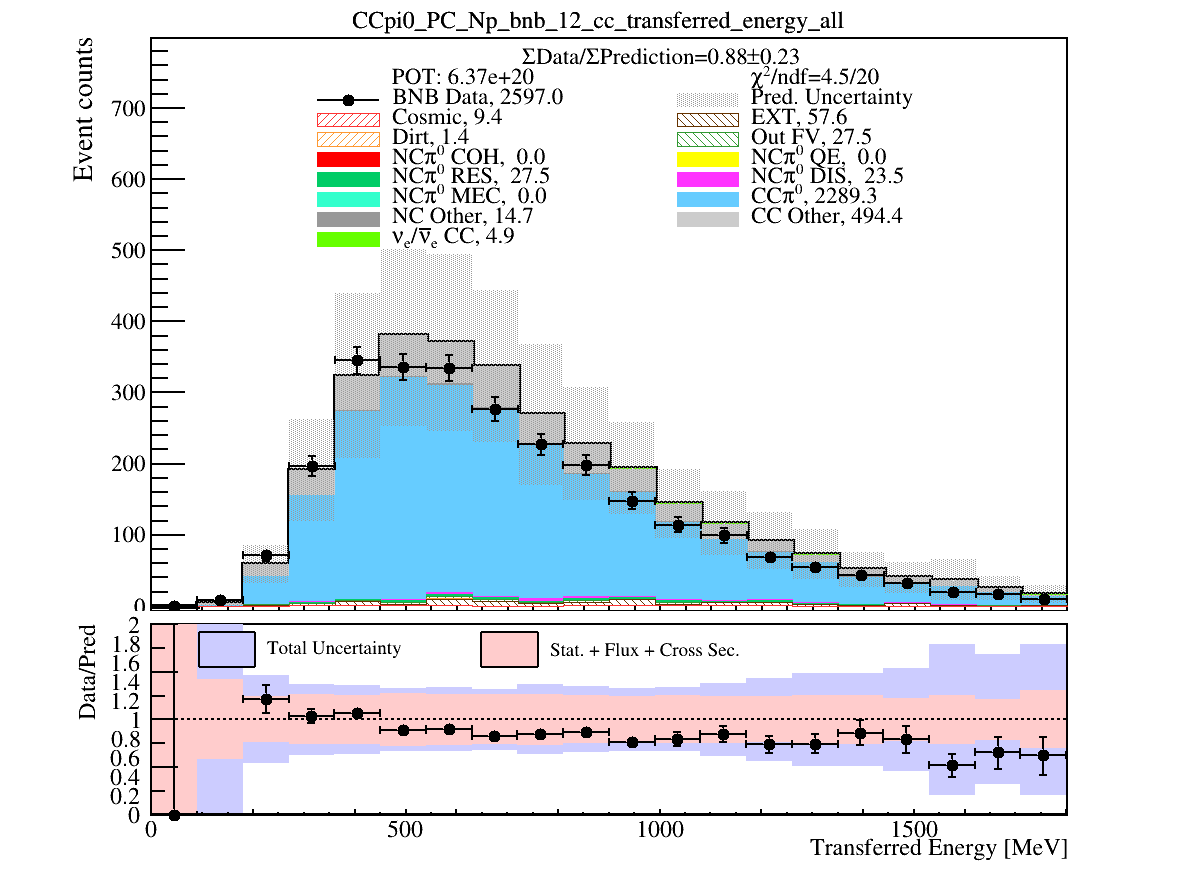 CCpi0_PC_Np_bnb_12_cc_transferred_energy_all
ΣData/ΣPrediction=0.88±0.23
POT: 6.37e+20
χ²/ndf=4.5/20
BNB Data, 2597.0
Pred. Uncertainty
Cosmic, 9.4
EXT, 57.6
Dirt, 1.4
Out FV, 27.5
NCπ⁰ COH, 0.0
NCπ⁰ QE, 0.0
NCπ⁰ RES, 27.5
NCπ⁰ DIS, 23.5
NCπ⁰ MEC, 0.0
CCπ⁰, 2289.3
NC Other, 14.7
CC Other, 494.4
νₑ/ν̅ₑ CC, 4.9
Event counts
700
600
500
400
300
200
100
0
Total Uncertainty
Stat. + Flux + Cross Sec.
Data/Pred
2
1.8
1.6
1.4
1.2
1
0.8
0.6
0.4
0.2
0
0 500 1000 1500
Transferred Energy [MeV]